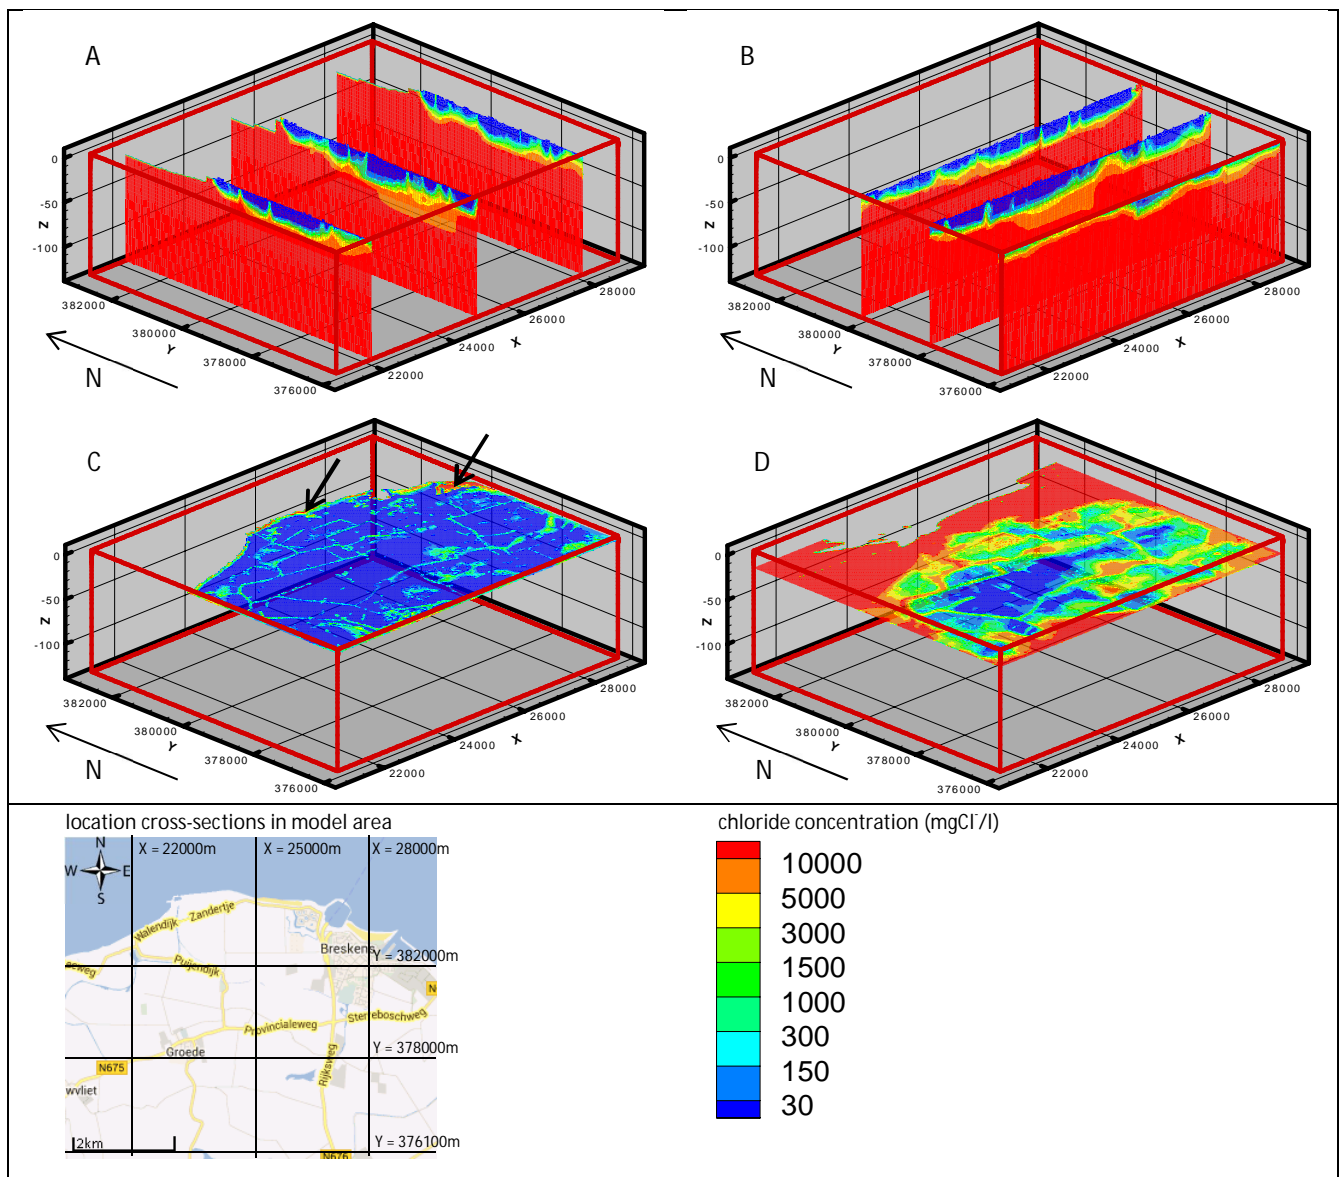 A
0
-50
-100
Z
382000
380000
378000
376000
Y
22000
24000
26000
28000
X
N
B
0
-50
-100
Z
382000
380000
378000
376000
Y
22000
24000
26000
28000
X
N
C
0
-50
-100
Z
382000
380000
378000
376000
Y
22000
24000
26000
28000
X
N
D
0
-50
-100
Z
382000
380000
378000
376000
Y
22000
24000
26000
28000
X
N
location cross-sections in model area
N
W E
S
X = 22000m
X = 25000m
X = 28000m
Walendijk
Zandertje
Breskens
Y = 382000m
Puijendijk
Provincialeweg
Sterreboschweg
Groede
Y = 378000m
N675
Rijksweg
wvliet
2km
Y = 376100m
N676
chloride concentration (mgCl⁻/l)
10000
5000
3000
1500
1000
300
150
30